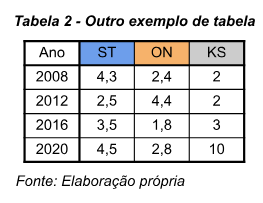 Tabela 2 - Outro exemplo de tabela
Ano ST ON KS
2008 4,3 2,4 2
2012 2,5 4,4 2
2016 3,5 1,8 3
2020 4,5 2,8 10
Fonte: Elaboração própria